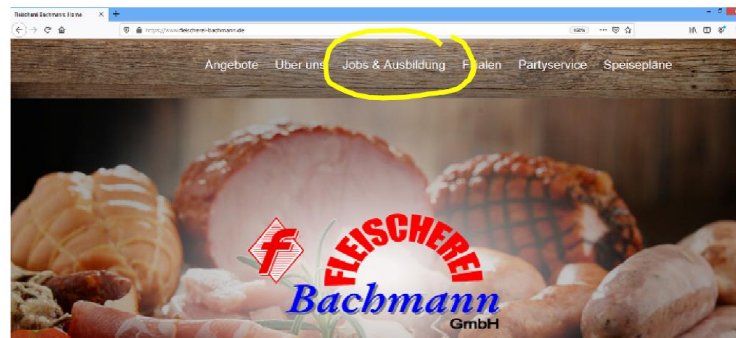 Fleischerei Bachmann: Home
https://www.fleischerei-bachmann.de
Angebote Über uns Jobs & Ausbildung Filialen Partyservice Speisepläne
f FLEISCHEREI
Bachmann
GmbH